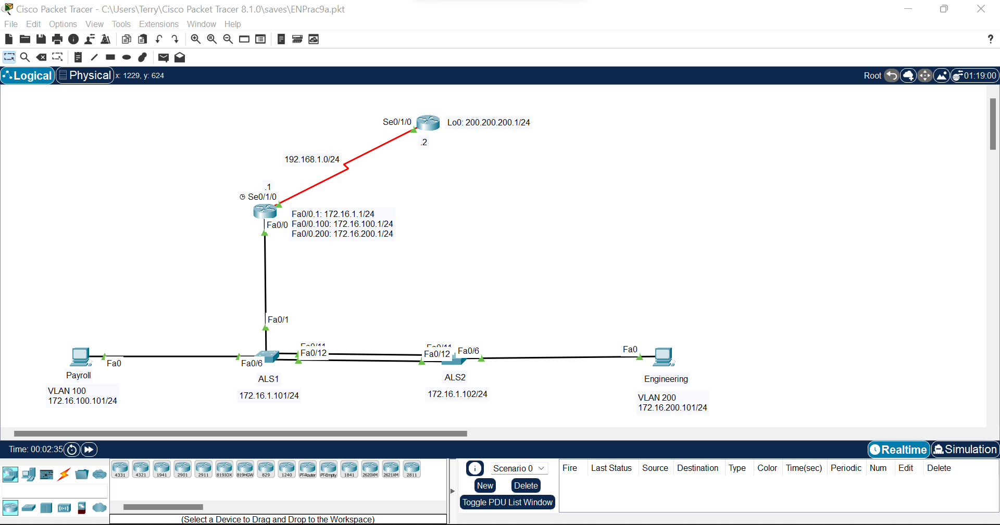 Cisco Packet Tracer - C:\Users\Terry\Cisco Packet Tracer 8.1.0\saves\ENPrac9a.pkt
File Edit Options View Tools Extensions Window Help
?
Logical Physical x: 1229, y: 624 Root 01:19:00
Se0/1/0 Lo0: 200.200.200.1/24
.2
192.168.1.0/24
.1
Se0/1/0
Fa0/0.1: 172.16.1.1/24
Fa0/0 Fa0/0.100: 172.16.100.1/24
Fa0/0.200: 172.16.200.1/24
Fa0/1
Fa0/11 Fa0/11
Fa0 Fa0/6 Fa0/12 Fa0/12 Fa0/6 Fa0
Payroll ALS1 ALS2 Engineering
VLAN 100
172.16.100.101/24
172.16.1.101/24
172.16.1.102/24
VLAN 200
172.16.200.101/24
Time: 00:02:35 Realtime Simulation
4331 4321 1941 2901 2911 819IOX 819HGW 829 1240 PT-Router PT-Empty 1841 2620XM 2621XM 2811
Scenario 0
New Delete
Toggle PDU List Window
Fire Last Status Source Destination Type Color Time(sec) Periodic Num Edit Delete
(Select a Device to Drag and Drop to the Workspace)